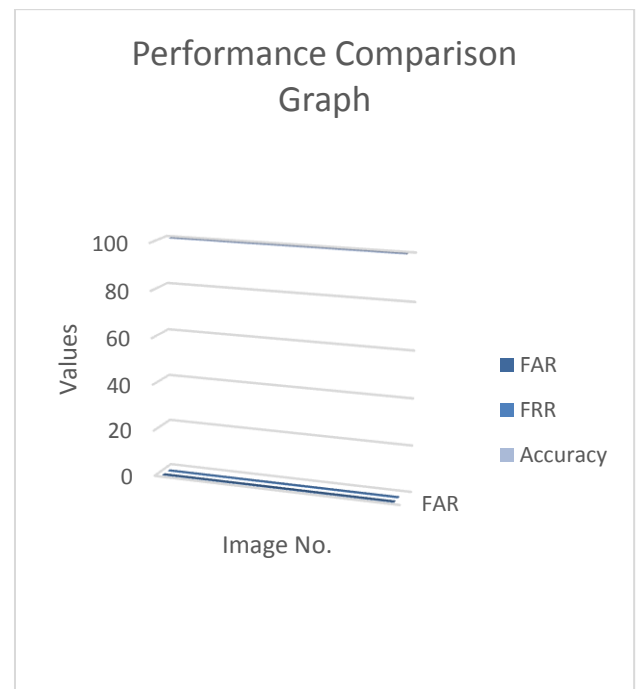 Performance Comparison
Graph
100
80
60
40
20
0
Values
FAR
Image No.
FAR
FRR
Accuracy